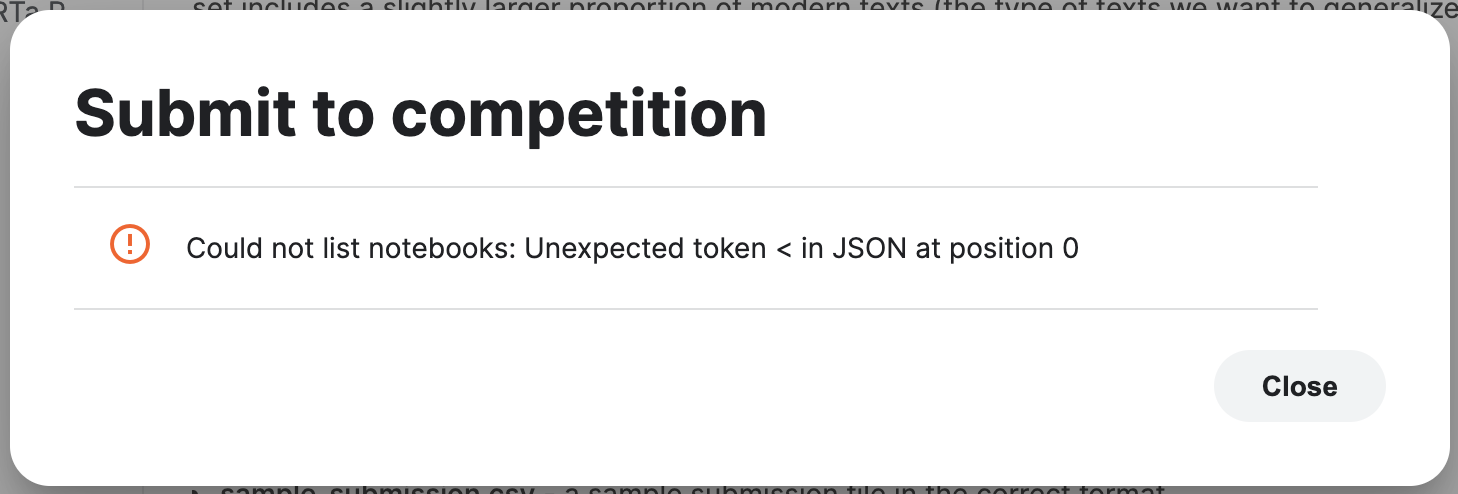 RTa P
set includes a slightly larger proportion of modern texts (the type of texts we want to generalize
Submit to competition
Could not list notebooks: Unexpected token < in JSON at position 0
Close
sample_submission.csv - a sample submission file in the correct format